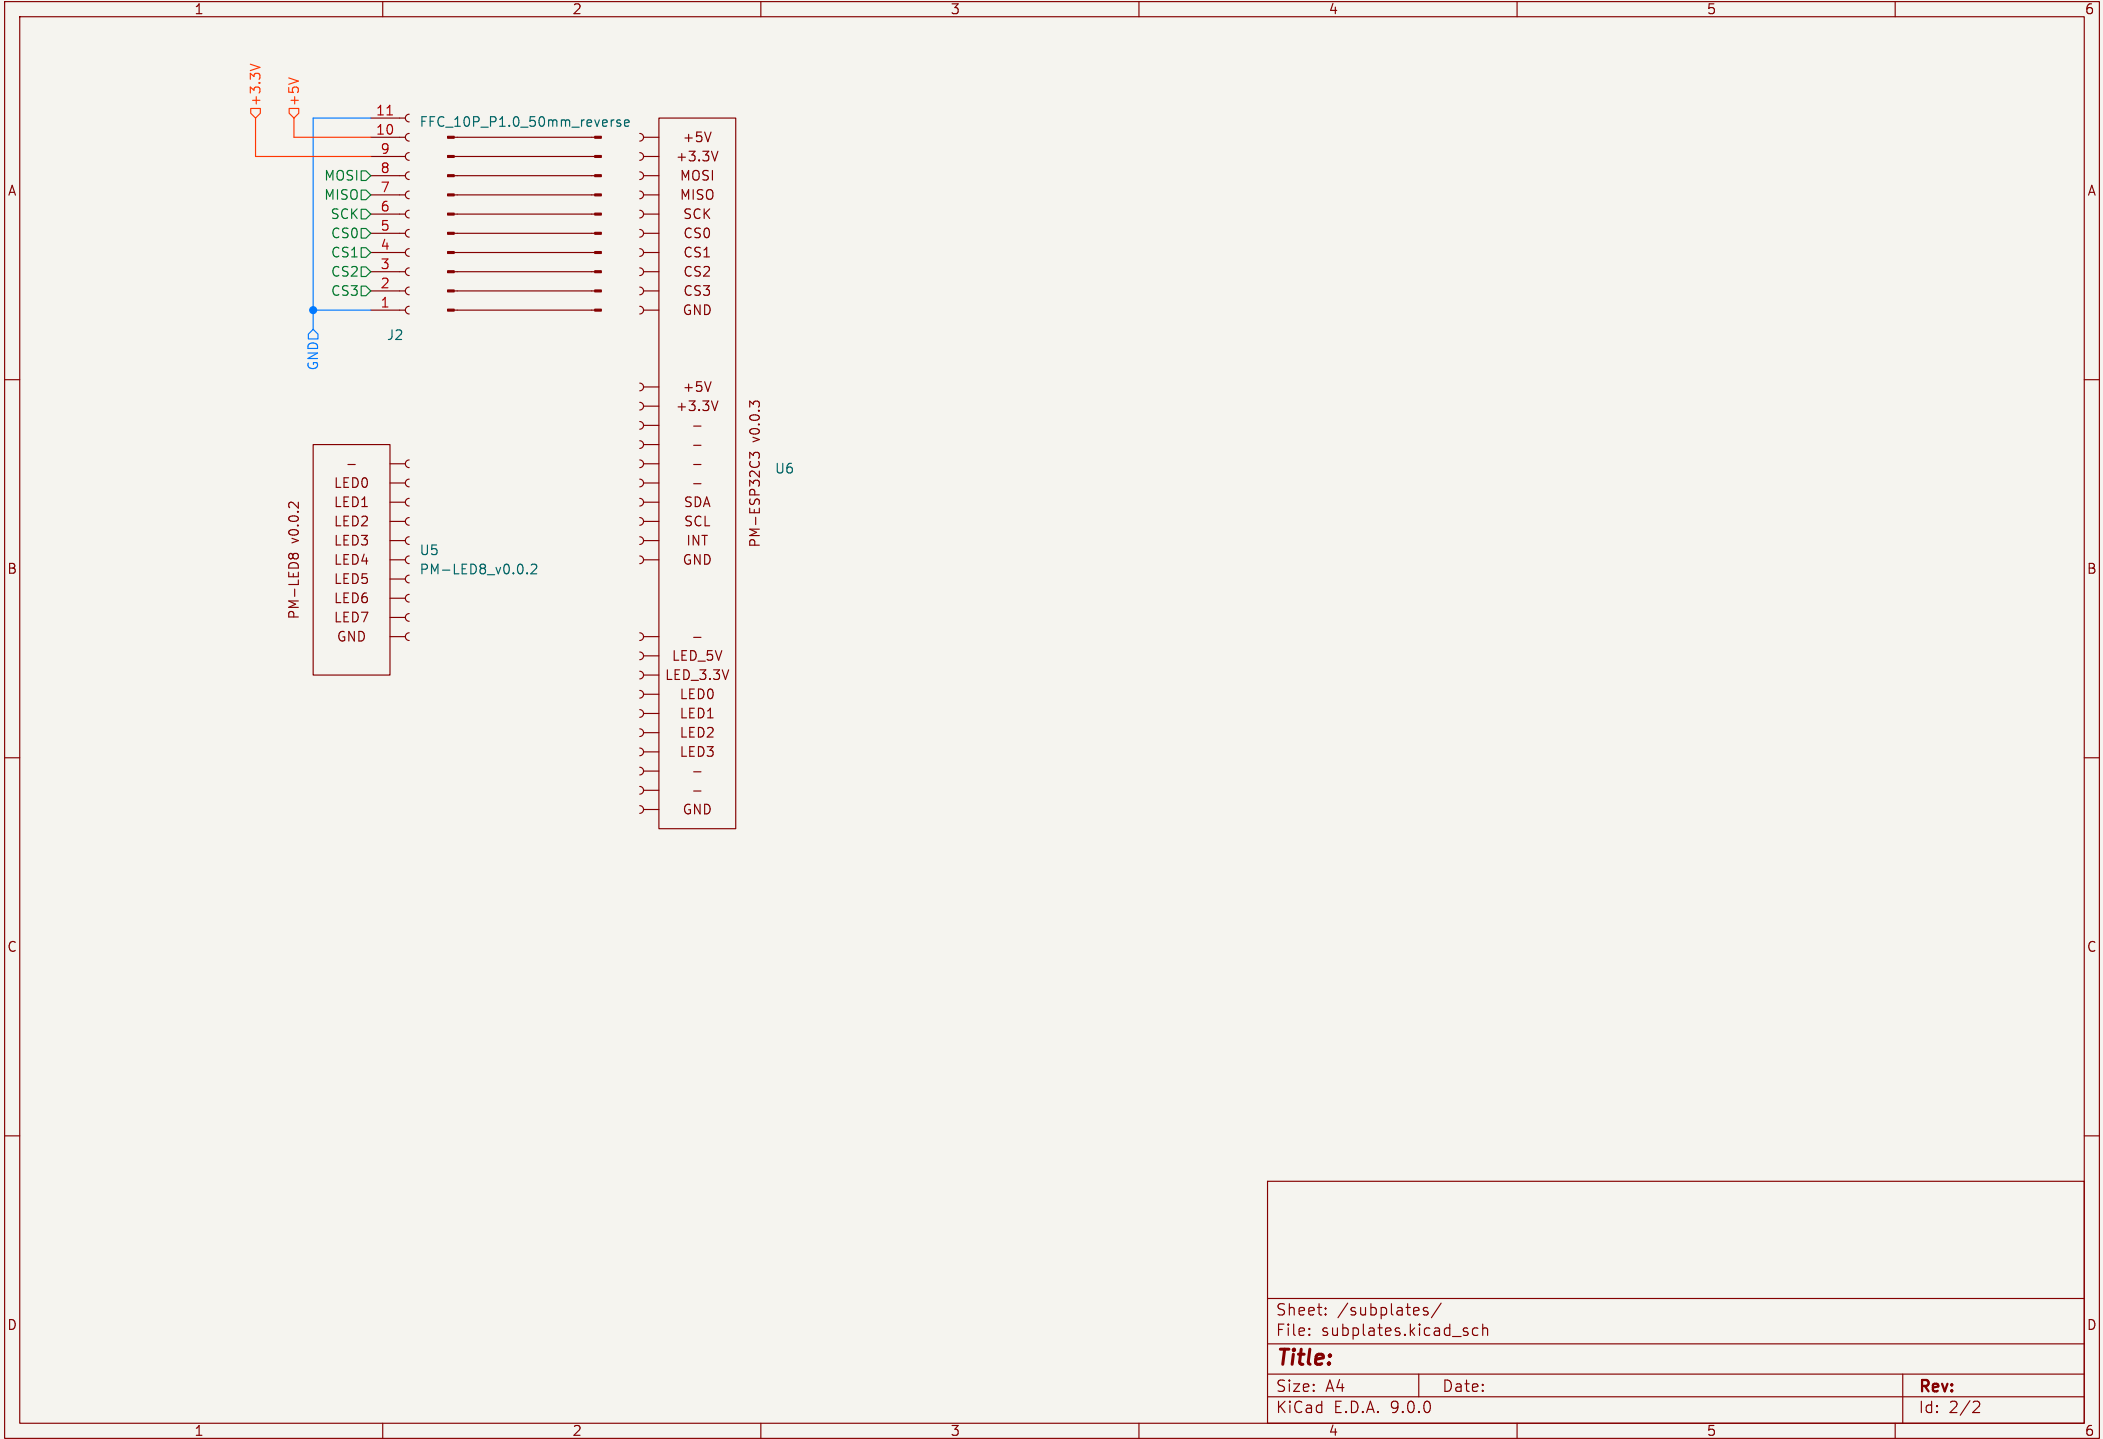 1 2 3 4 5 6
A
B
C
D
A
B
C
D
+3.3V
+5V
11
10
9
MOSI 8
MISO 7
SCK 6
CS0 5
CS1 4
CS2 3
CS3 2
1
J2
GND
FFC_10P_P1.0_50mm_reverse
+5V
+3.3V
MOSI
MISO
SCK
CS0
CS1
CS2
CS3
GND
+5V
+3.3V
-
-
-
-
SDA
SCL
INT
GND
-
LED_5V
LED_3.3V
LED0
LED1
LED2
LED3
-
-
GND
PM-ESP32C3 v0.0.3
U6
PM-LED8 v0.0.2
-
LED0
LED1
LED2
LED3
LED4
LED5
LED6
LED7
GND
U5
PM-LED8_v0.0.2
Sheet: /subplates/
File: subplates.kicad_sch
Title:
Size: A4 Date: Rev:
KiCad E.D.A. 9.0.0 Id: 2/2
1 2 3 4 5 6